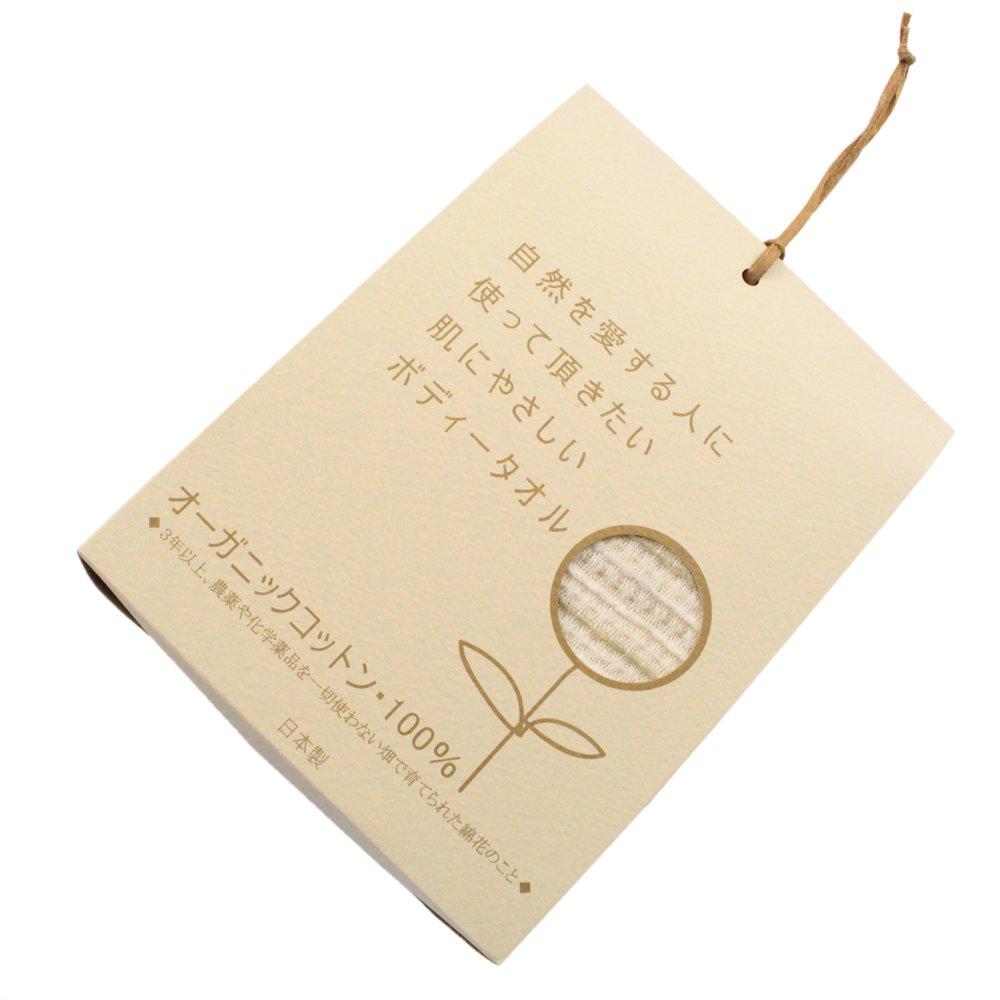 自然を愛する人に
使って頂きたい
肌にやさしい
ボディータオル
オーガニックコットン・100%
◆3年以上、農薬や化学薬品を一切使わない畑で育てられた綿花のこと◆
日本製